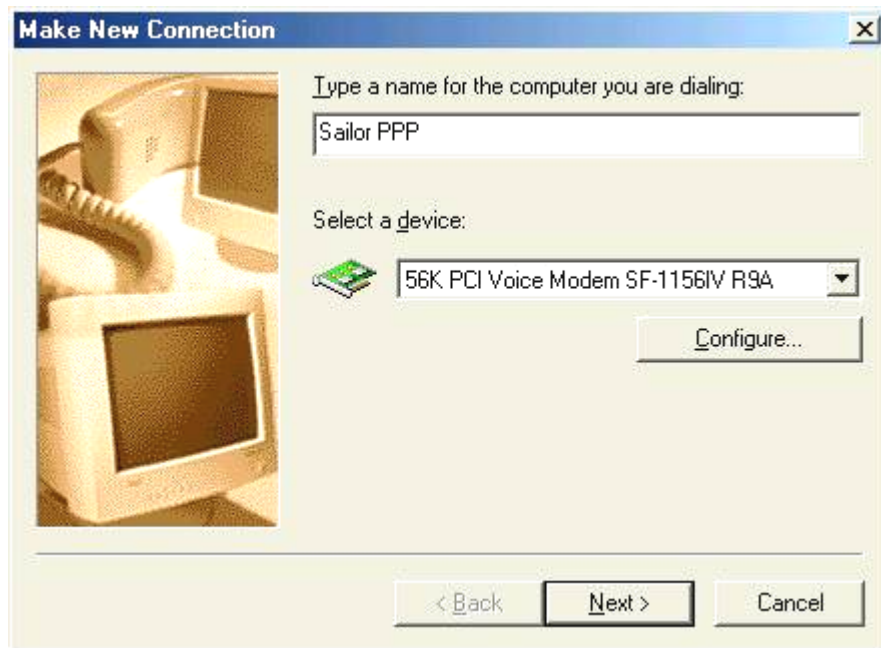 Make New Connection
Type a name for the computer you are dialing:
Sailor PPP
Select a device:
56K PCI Voice Modem SF-1156IV R9A
Configure...
< Back
Next >
Cancel